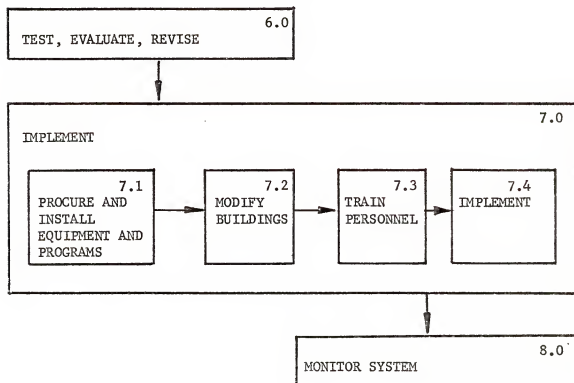 6.0
TEST, EVALUATE, REVISE
7.0
IMPLEMENT
7.1
PROCURE AND
INSTALL
EQUIPMENT AND
PROGRAMS
7.2
MODIFY
BUILDINGS
7.3
TRAIN
PERSONNEL
7.4
IMPLEMENT
8.0
MONITOR SYSTEM